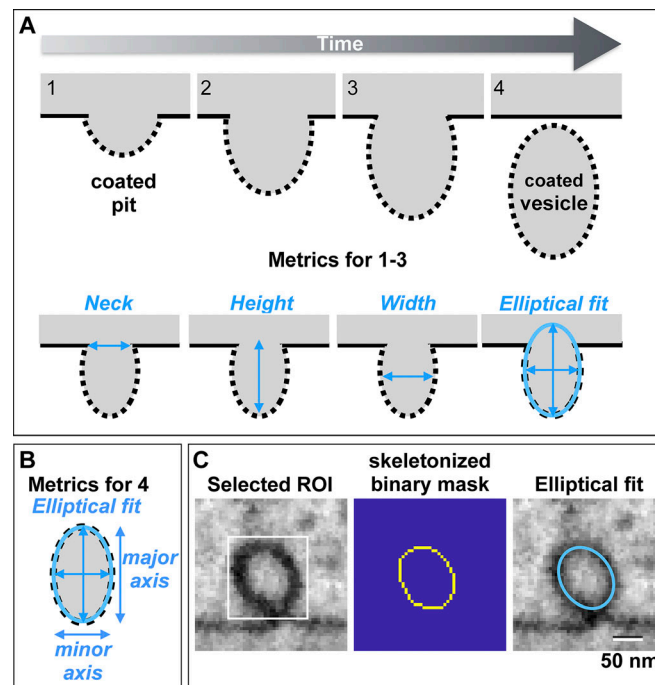 A
Time
1 2 3 4
coated
pit
coated
vesicle
Metrics for 1-3
Neck Height Width Elliptical fit
B
Metrics for 4
Elliptical fit
major
axis
minor
axis
C
Selected ROI
skeletonized
binary mask
Elliptical fit
50 nm